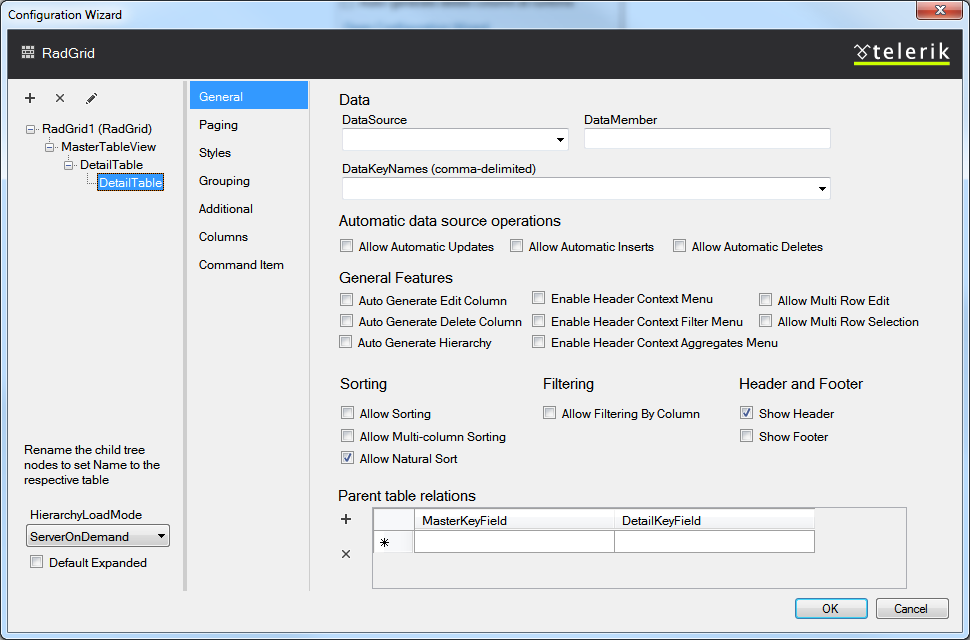 Configuration Wizard
RadGrid
telerik
RadGrid1 (RadGrid)
MasterTableView
DetailTable
DetailTable
Rename the child tree
nodes to set Name to the
respective table
HierarchyLoadMode
ServerOnDemand
Default Expanded
General
Paging
Styles
Grouping
Additional
Columns
Command Item
Data
DataSource DataMember
DataKeyNames (comma-delimited)
Automatic data source operations
Allow Automatic Updates Allow Automatic Inserts Allow Automatic Deletes
General Features
Auto Generate Edit Column Enable Header Context Menu Allow Multi Row Edit
Auto Generate Delete Column Enable Header Context Filter Menu Allow Multi Row Selection
Auto Generate Hierarchy Enable Header Context Aggregates Menu
Sorting Filtering Header and Footer
Allow Sorting Allow Filtering By Column Show Header
Allow Multi-column Sorting Show Footer
Allow Natural Sort
Parent table relations
MasterKeyField DetailKeyField
OK Cancel